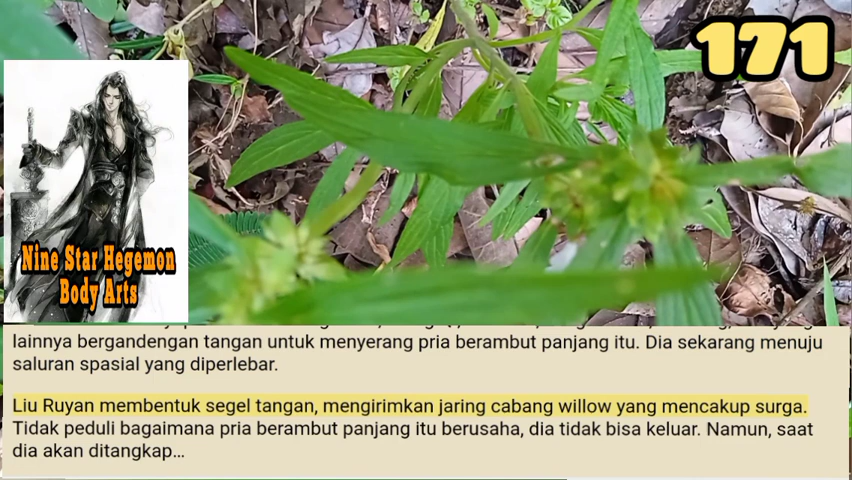 171
Nine Star Hegemon
Body Arts
lainnya bergandengan tangan untuk menyerang pria berambut panjang itu. Dia sekarang menuju
saluran spasial yang diperlebar.
Liu Ruyan membentuk segel tangan, mengirimkan jaring cabang willow yang mencakup surga.
Tidak peduli bagaimana pria berambut panjang itu berusaha, dia tidak bisa keluar. Namun, saat
dia akan ditangkap...